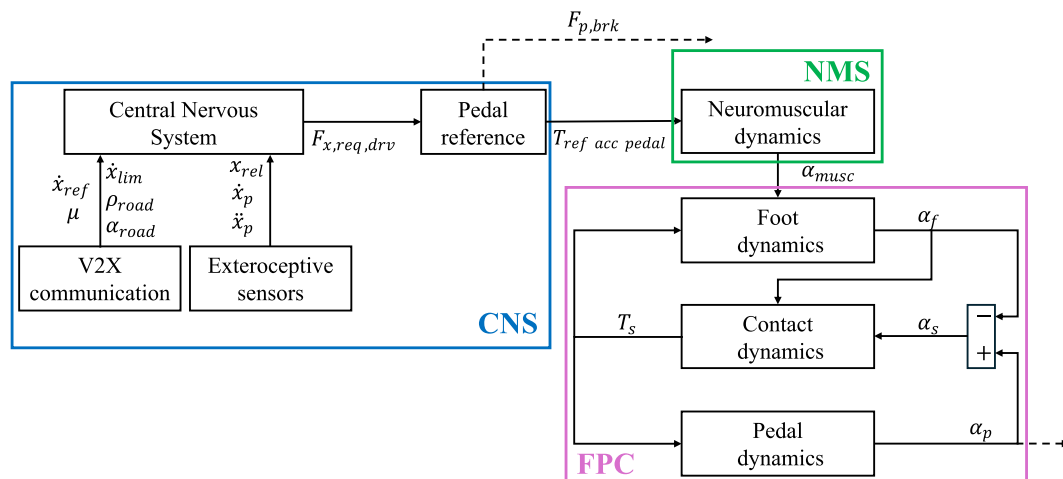 F_{p,brk}
NMS
Central Nervous
System
Pedal
reference
Neuromuscular
dynamics
F_{x,req,drv}
T_{ref acc pedal}
ẋ_{ref}
μ
ẋ_{lim}
ρ_{road}
α_{road}
x_{rel}
ẋ_p
ẍ_p
α_{musc}
V2X
communication
Exteroceptive
sensors
CNS
Foot
dynamics
α_f
T_s
Contact
dynamics
α_s
−
+
Pedal
dynamics
α_p
FPC